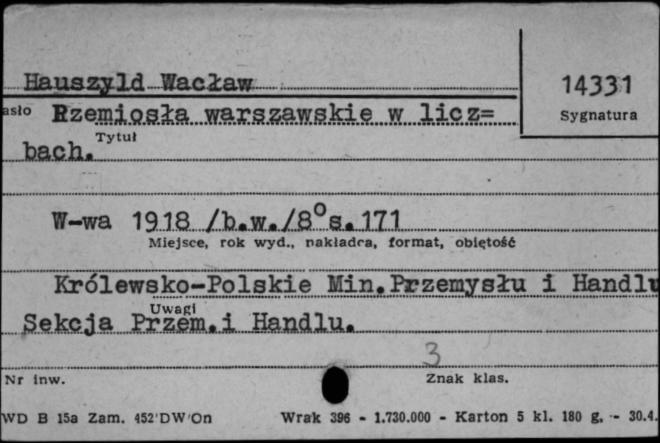 Hauszyld Wacław
14331
Sygnatura
asło Rzemiosła warszawskie w licz=
Tytuł
bach.
W-wa 1918 /b.w./8°s.171
Miejsce, rok wyd., nakładca, format, objętość
Królewsko-Polskie Min.Przemysłu i Handlu
Uwagi
Sekcja Przem.i Handlu.
3
Nr inw.
Znak klas.
WD B 15a Zam. 452'DW'On Wrak 396 - 1.730.000 - Karton 5 kl. 180 g. - 30.4.